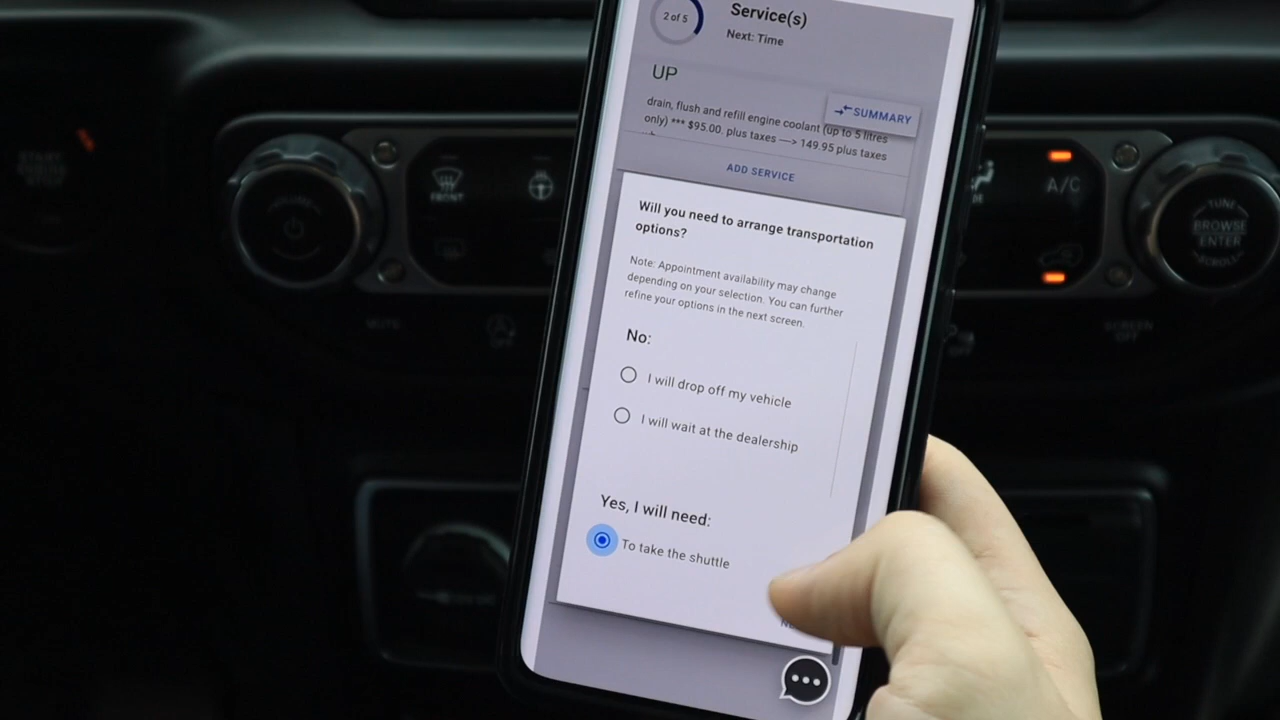 2 of 5
Service(s)
Next: Time
UP
SUMMARY
drain, flush and refill engine coolant (up to 5 litres
only) *** $95.00. plus taxes —> 149.95 plus taxes
ADD SERVICE
Will you need to arrange transportation
options?
Note: Appointment availability may change
depending on your selection. You can further
refine your options in the next screen.
No:
I will drop off my vehicle
I will wait at the dealership
Yes, I will need:
To take the shuttle
FRONT
A/C
TUNE
BROWSE
ENTER
SCROLL
SCREEN
OFF